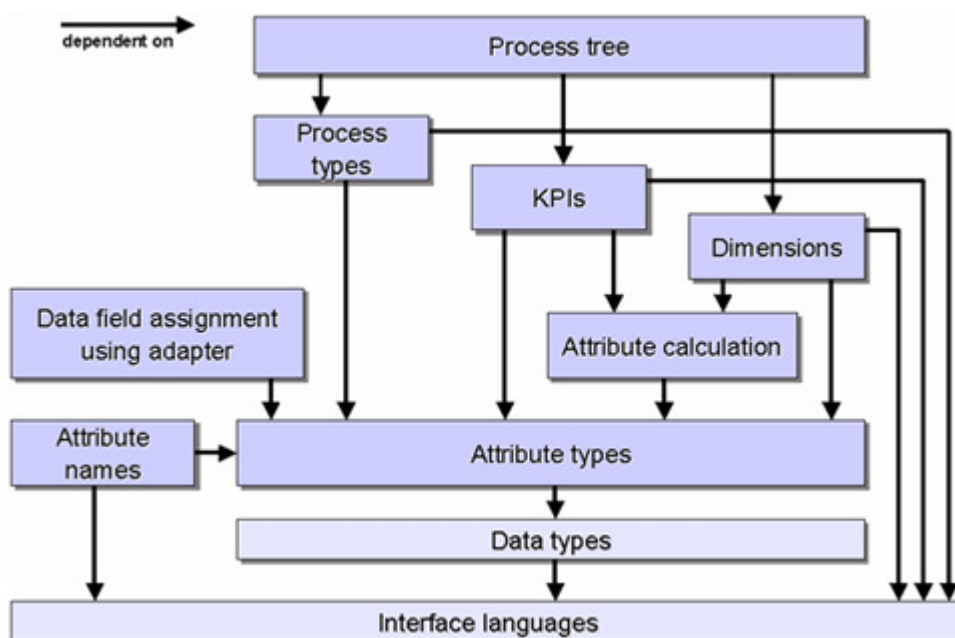 dependent on
Process tree
Process
types
KPIs
Dimensions
Data field assignment
using adapter
Attribute calculation
Attribute
names
Attribute types
Data types
Interface languages